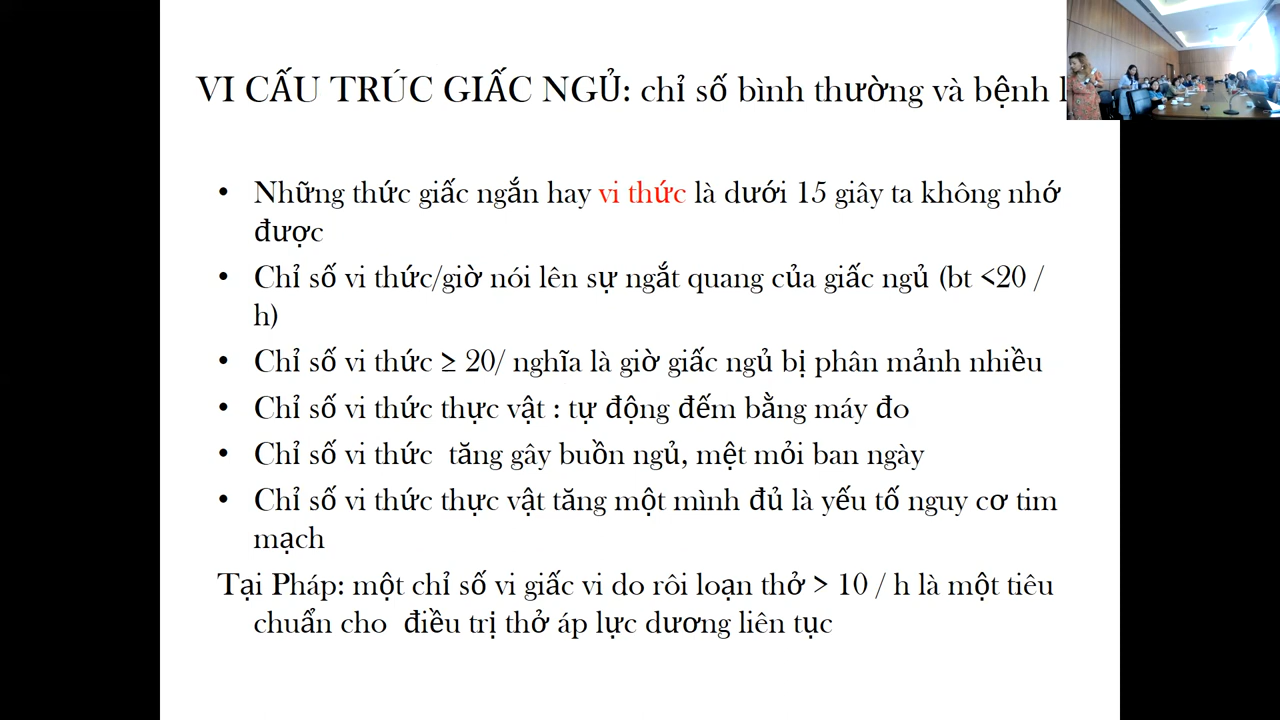 VI CẤU TRÚC GIẤC NGỦ: chỉ số bình thường và bệnh l
• Những thức giấc ngắn hay vi thức là dưới 15 giây ta không nhớ
được
• Chỉ số vi thức/giờ nói lên sự ngắt quang của giấc ngủ (bt <20 /
h)
• Chỉ số vi thức ≥ 20/ nghĩa là giờ giấc ngủ bị phân mảnh nhiều
• Chỉ số vi thức thực vật : tự động đếm bằng máy đo
• Chỉ số vi thức tăng gây buồn ngủ, mệt mỏi ban ngày
• Chỉ số vi thức thực vật tăng một mình đủ là yếu tố nguy cơ tim
mạch
Tại Pháp: một chỉ số vi giấc vi do rôi loạn thở > 10 / h là một tiêu
chuẩn cho điều trị thở áp lực dương liên tục